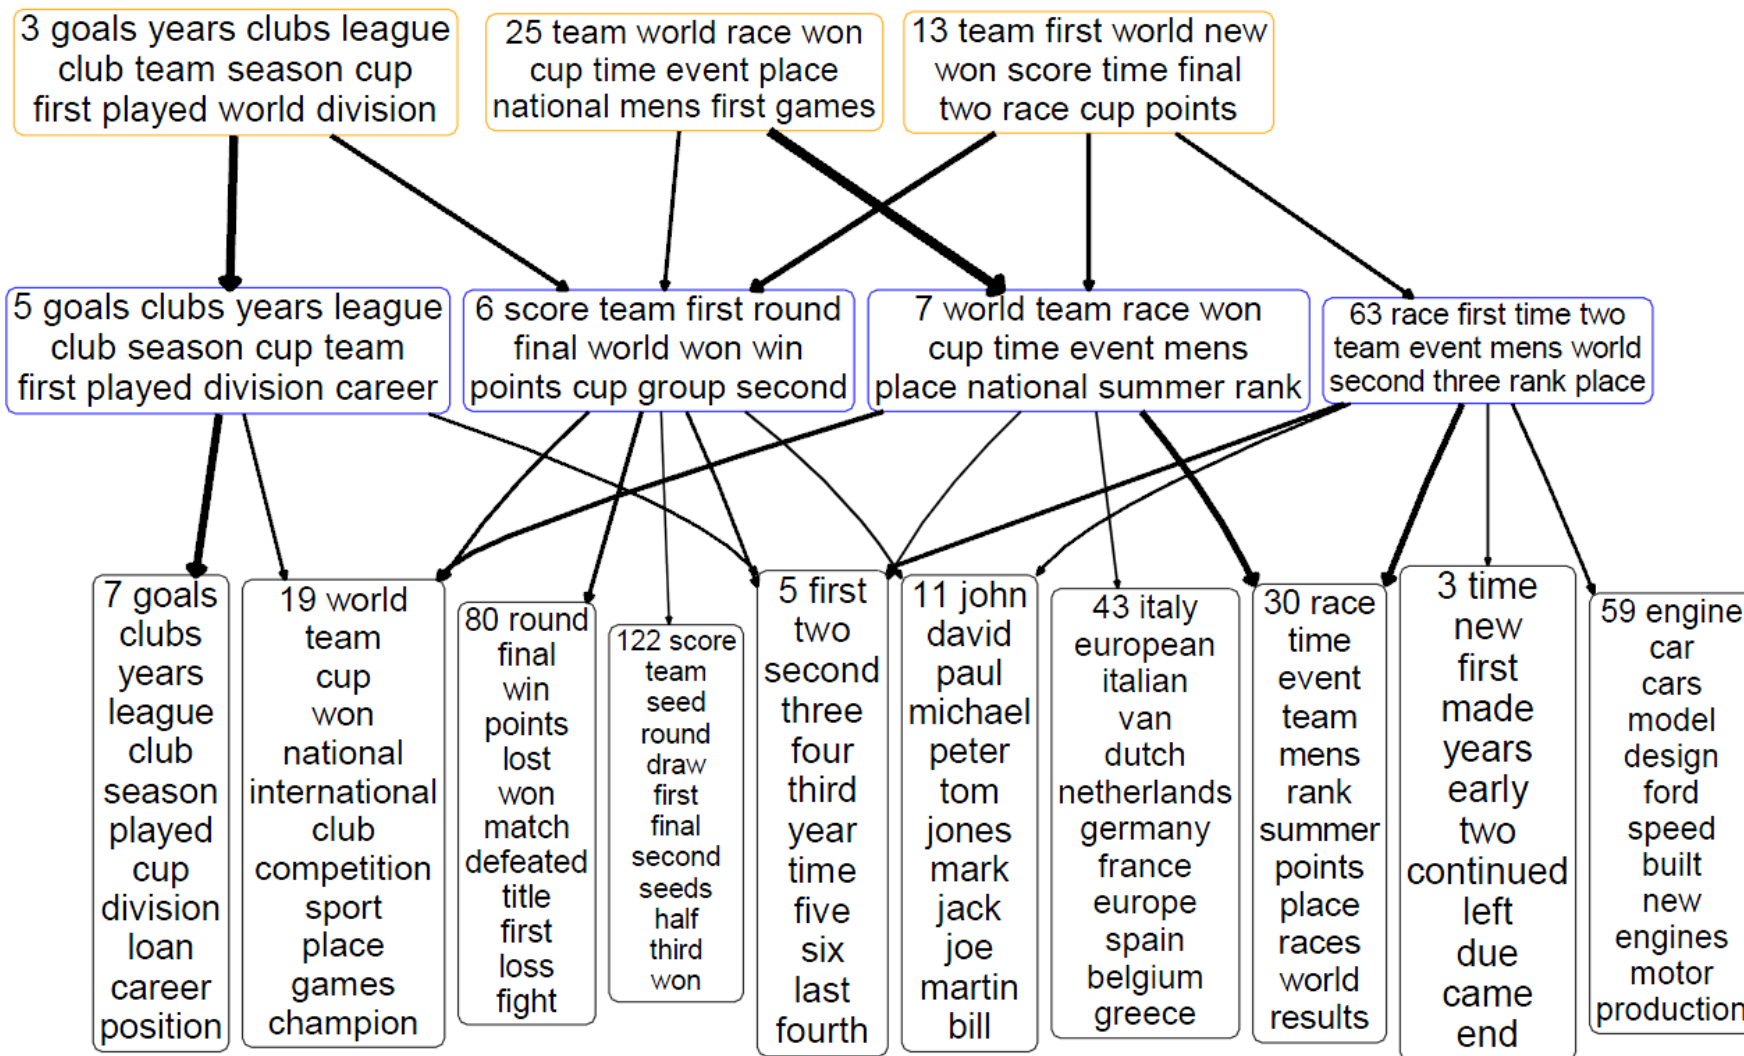 3 goals years clubs league
club team season cup
first played world division
25 team world race won
cup time event place
national mens first games
13 team first world new
won score time final
two race cup points
5 goals clubs years league
club season cup team
first played division career
6 score team first round
final world won win
points cup group second
7 world team race won
cup time event mens
place national summer rank
63 race first time two
team event mens world
second three rank place
7 goals
clubs
years
league
club
season
played
cup
division
loan
career
position
19 world
team
cup
won
national
international
club
competition
sport
place
games
champion
80 round
final
win
points
lost
won
match
defeated
title
first
loss
fight
122 score
team
seed
round
draw
first
final
second
seeds
half
third
won
5 first
two
second
three
four
third
year
time
five
six
last
fourth
11 john
david
paul
michael
peter
tom
jones
mark
jack
joe
martin
bill
43 italy
european
italian
van
dutch
netherlands
germany
france
europe
spain
belgium
greece
30 race
time
event
team
mens
rank
summer
points
place
races
world
results
3 time
new
first
made
years
early
two
continued
left
due
came
end
59 engine
car
cars
model
design
ford
speed
built
new
engines
motor
production